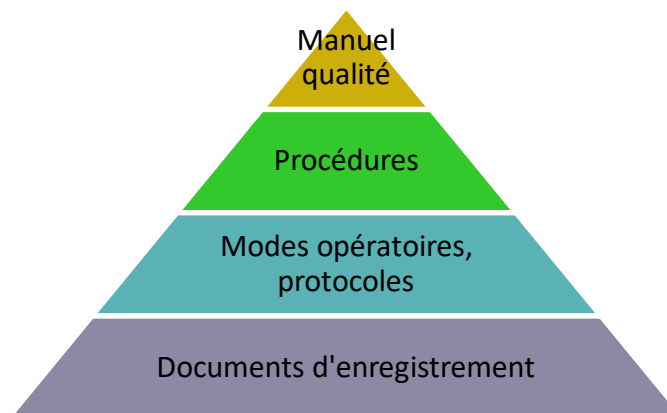 Manuel
qualité
Procédures
Modes opératoires,
protocoles
Documents d'enregistrement